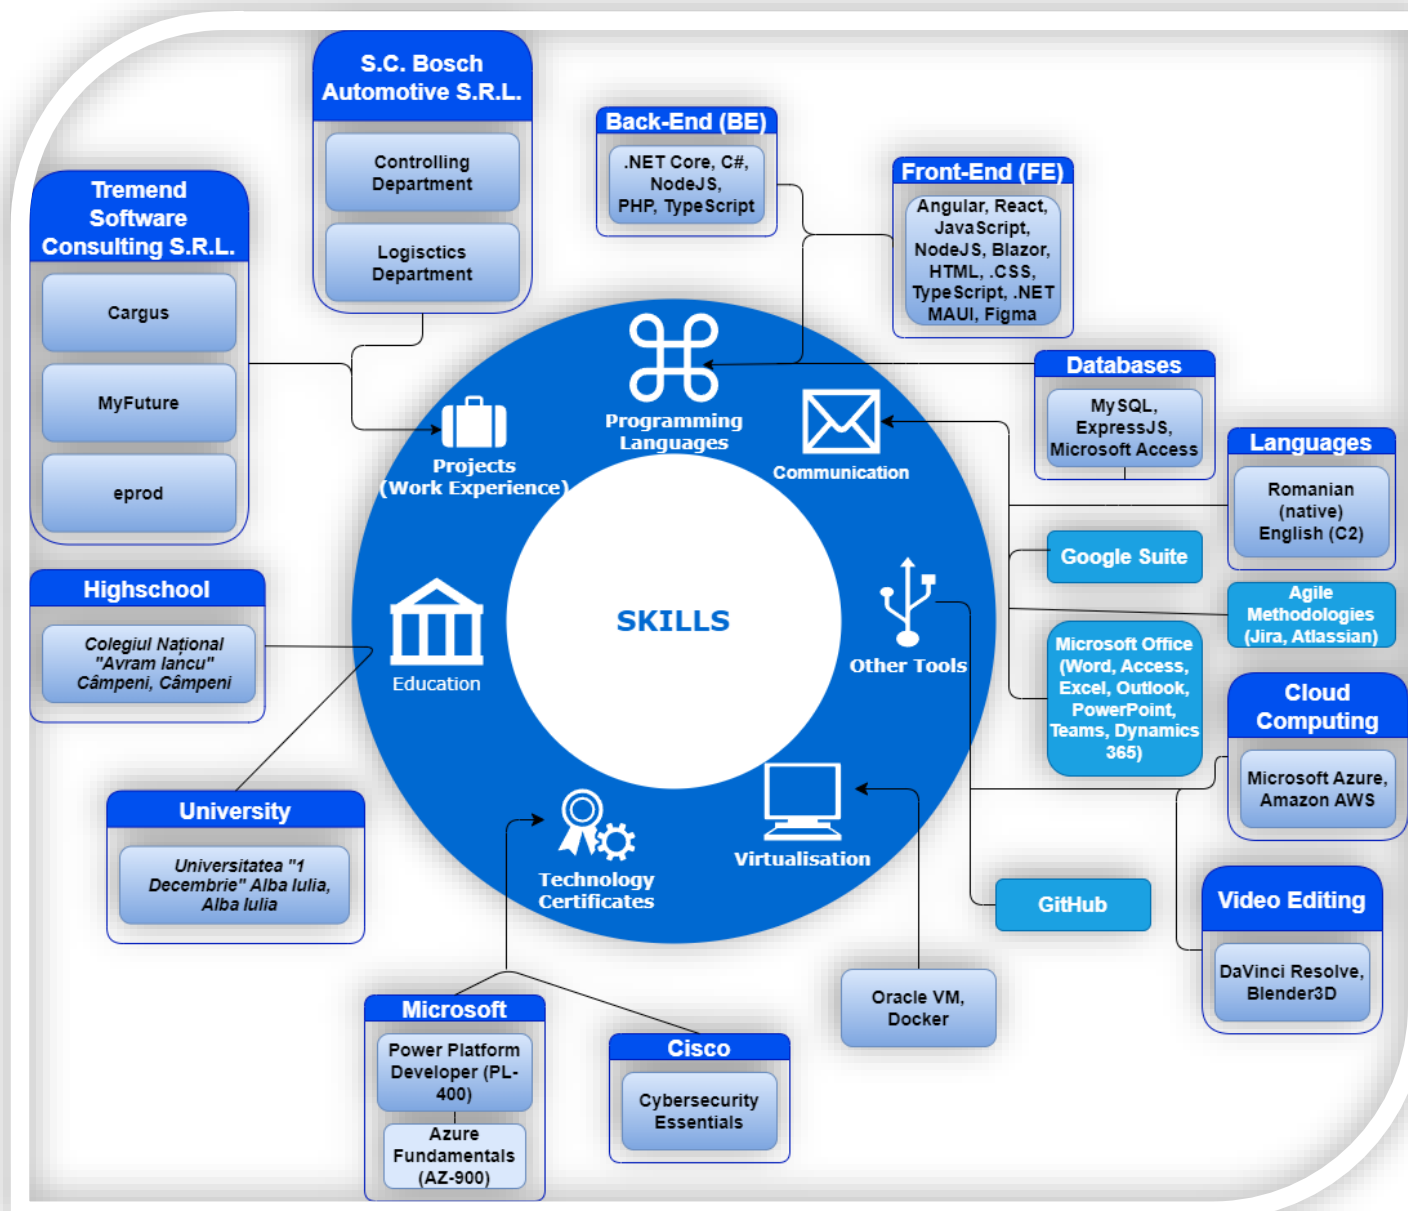 S.C. Bosch
Automotive S.R.L.
Controlling
Department
Logisctics
Department
Tremend
Software
Consulting S.R.L.
Cargus
MyFuture
eprod
Back-End (BE)
.NET Core, C#,
NodeJS,
PHP, TypeScript
Front-End (FE)
Angular, React,
JavaScript,
NodeJS, Blazor,
HTML, .CSS,
TypeScript, .NET
MAUI, Figma
Databases
MySQL,
ExpressJS,
Microsoft Access
Languages
Romanian
(native)
English (C2)
Programming
Languages
Communication
Projects
(Work Experience)
Google Suite
Agile
Methodologies
(Jira, Atlassian)
Microsoft Office
(Word, Access,
Excel, Outlook,
PowerPoint,
Teams, Dynamics
365)
Highschool
Colegiul Național
"Avram Iancu"
Câmpeni, Câmpeni
Education
SKILLS
Other Tools
Cloud
Computing
Microsoft Azure,
Amazon AWS
University
Universitatea "1
Decembrie" Alba Iulia,
Alba Iulia
Technology
Certificates
Virtualisation
GitHub
Video Editing
DaVinci Resolve,
Blender3D
Oracle VM,
Docker
Microsoft
Power Platform
Developer (PL-
400)
Azure
Fundamentals
(AZ-900)
Cisco
Cybersecurity
Essentials